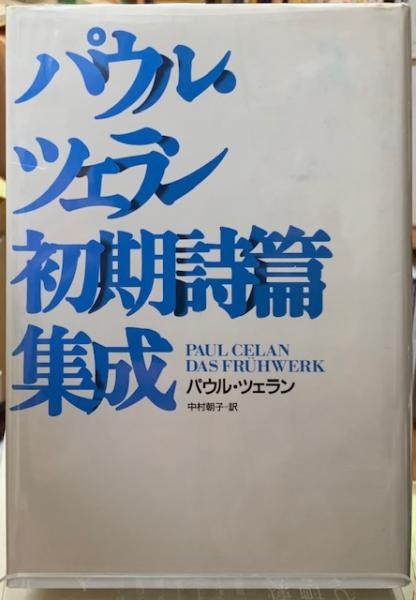 パウル・
ツェラン
初期詩篇
集成
PAUL CELAN
DAS FRÜHWERK
パウル・ツェラン
中村朝子=訳